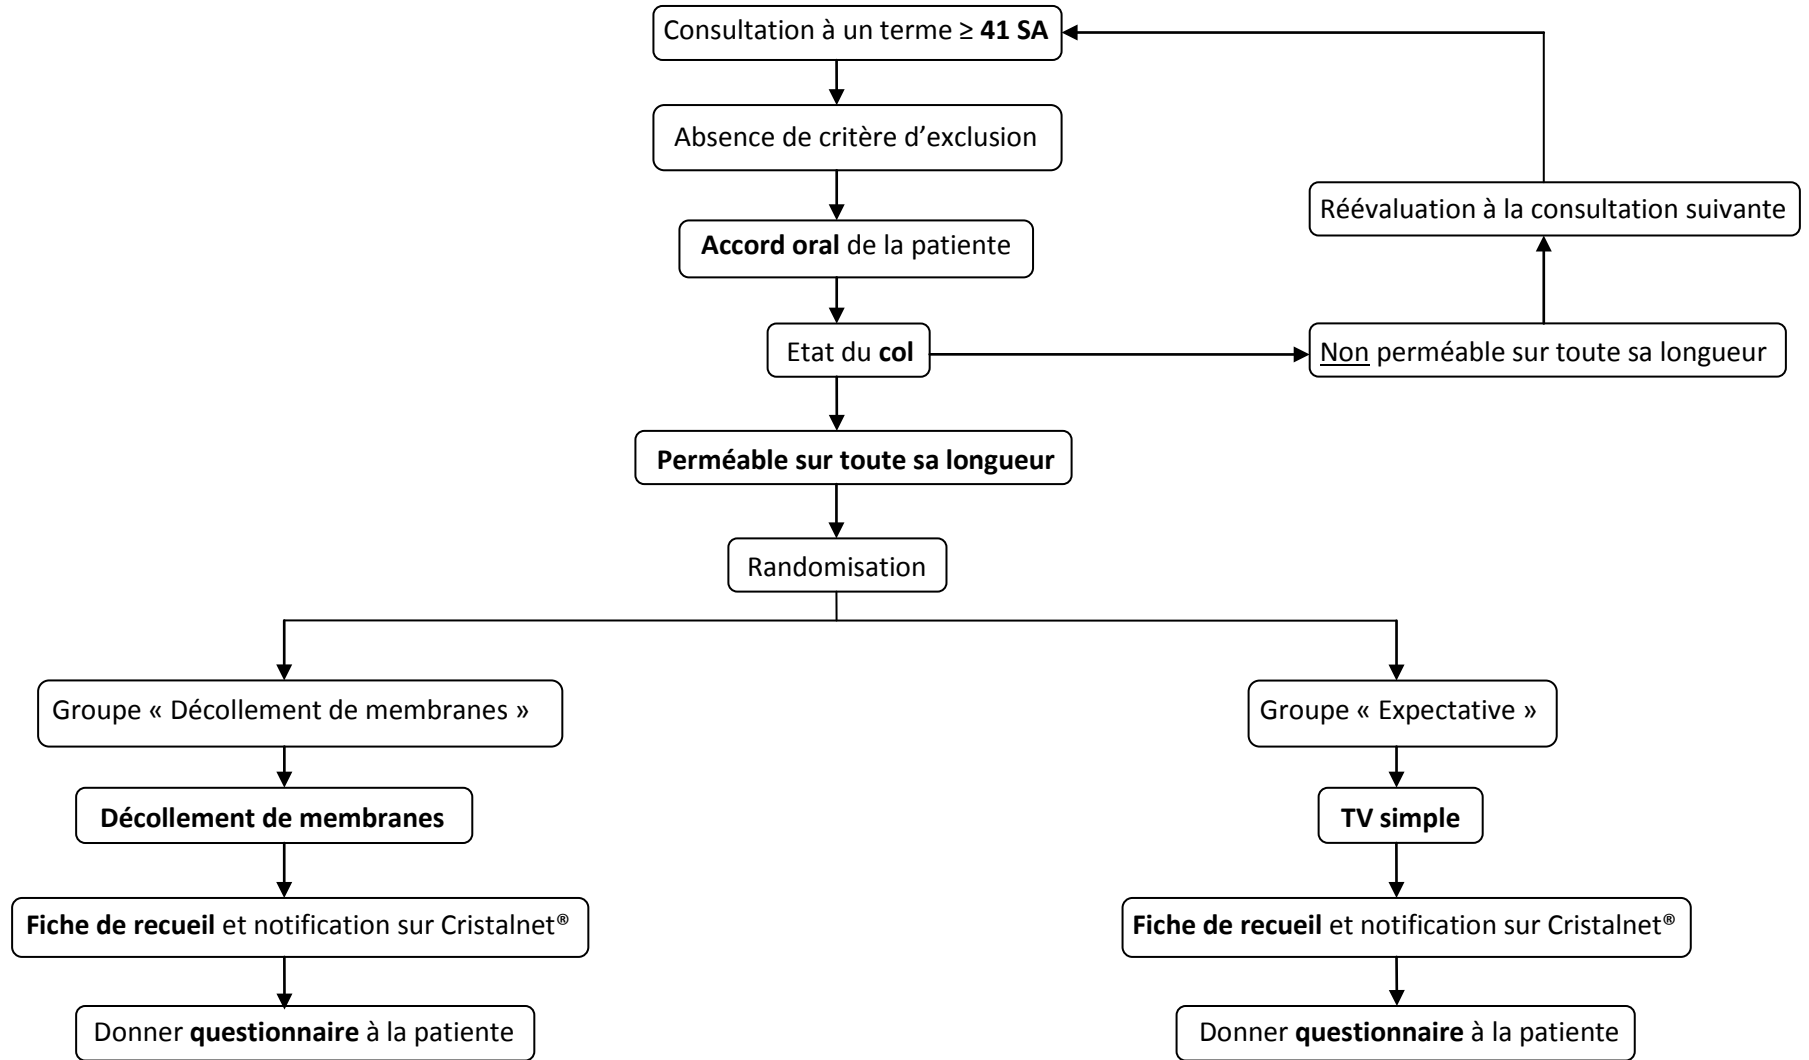 Consultation à un terme ≥ 41 SA
Absence de critère d’exclusion
Réévaluation à la consultation suivante
Accord oral de la patiente
Etat du col
Non perméable sur toute sa longueur
Perméable sur toute sa longueur
Randomisation
Groupe « Décollement de membranes »
Groupe « Expectative »
Décollement de membranes
TV simple
Fiche de recueil et notification sur Cristalnet®
Fiche de recueil et notification sur Cristalnet®
Donner questionnaire à la patiente
Donner questionnaire à la patiente